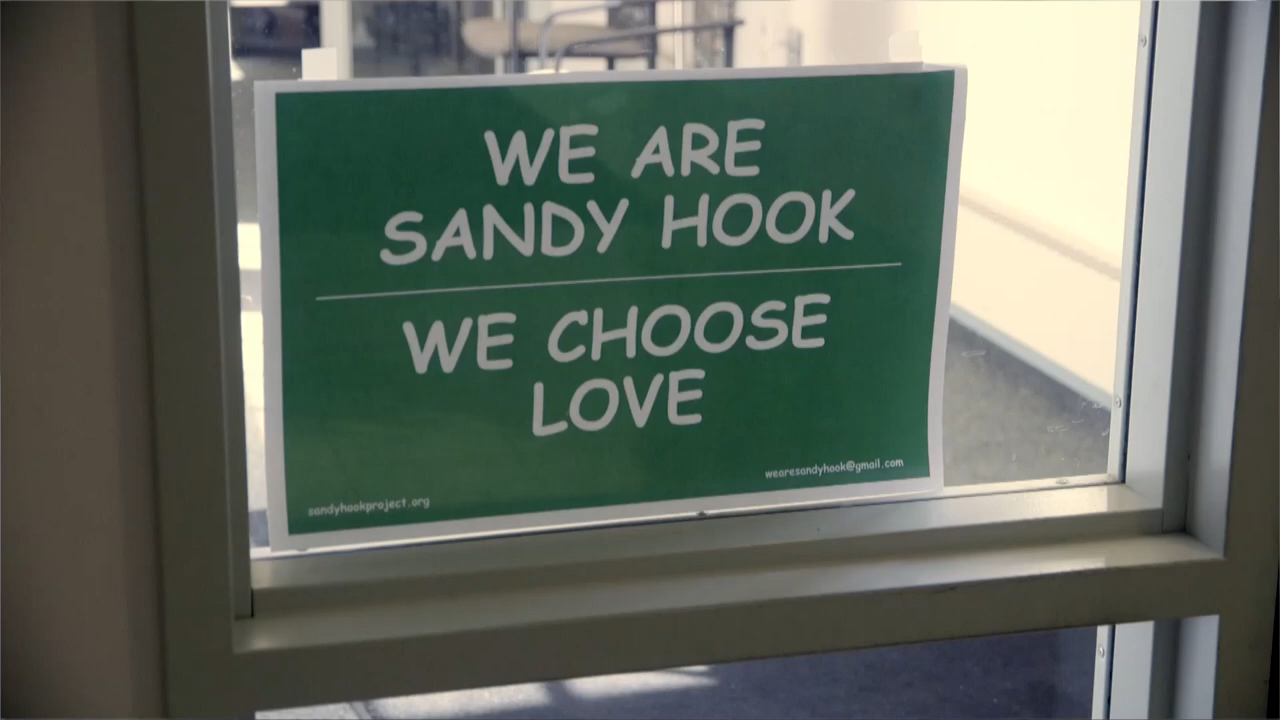 WE ARE
SANDY HOOK
WE CHOOSE
LOVE
wearesandyhook@gmail.com
sandyhookproject.org